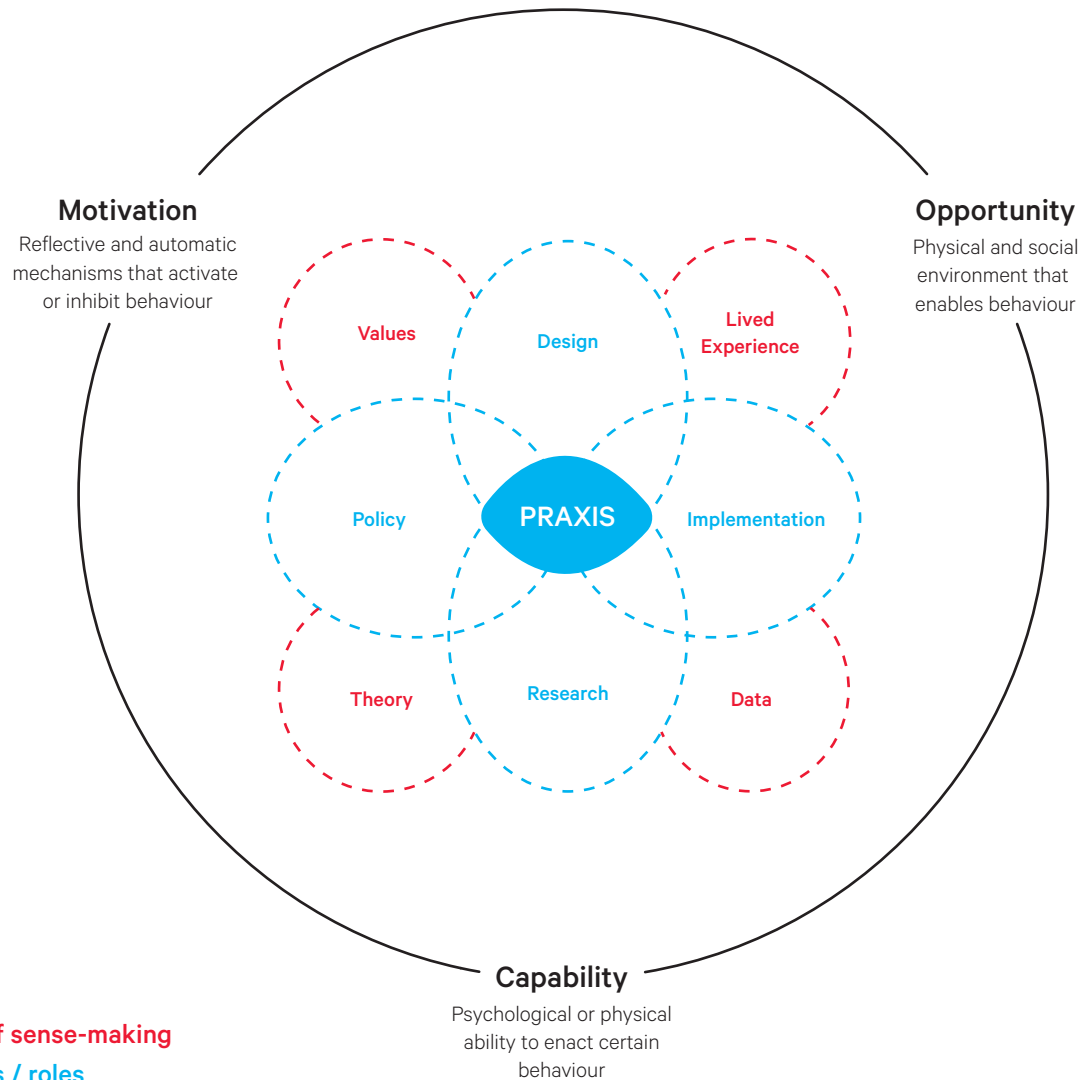 Motivation
Reflective and automatic
mechanisms that activate
or inhibit behaviour
Opportunity
Physical and social
environment that
enables behaviour
Values
Design
Lived
Experience
Policy
PRAXIS
Implementation
Theory
Research
Data
Capability
Psychological or physical
ability to enact certain
behaviour
sense-making
/ roles